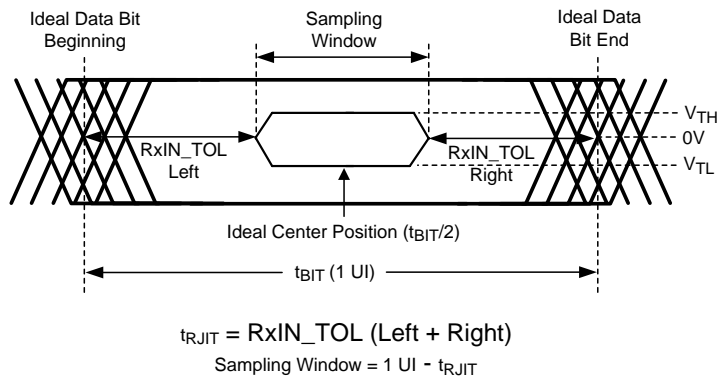 Ideal Data Bit
Beginning
Sampling
Window
Ideal Data
Bit End
RxIN_TOL
Left
RxIN_TOL
Right
VTH
0V
VTL
Ideal Center Position (tBIT/2)
tBIT (1 UI)
tRJIT = RxIN_TOL (Left + Right)
Sampling Window = 1 UI - tRJIT